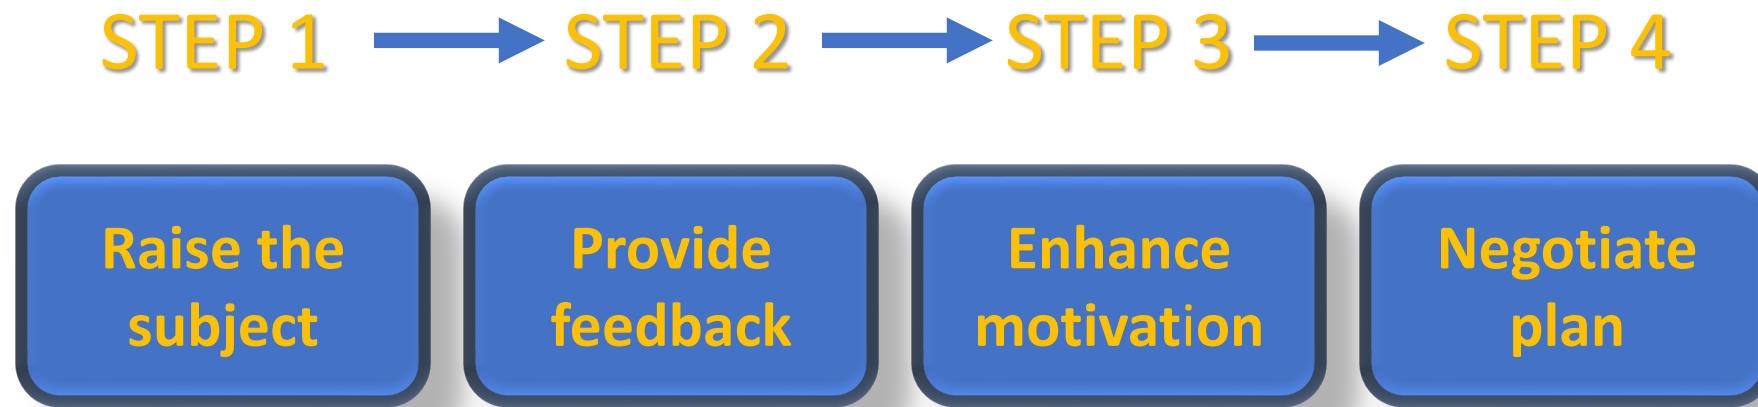 STEP 1
STEP 2
STEP 3
STEP 4
Raise the
subject
Provide
feedback
Enhance
motivation
Negotiate
plan